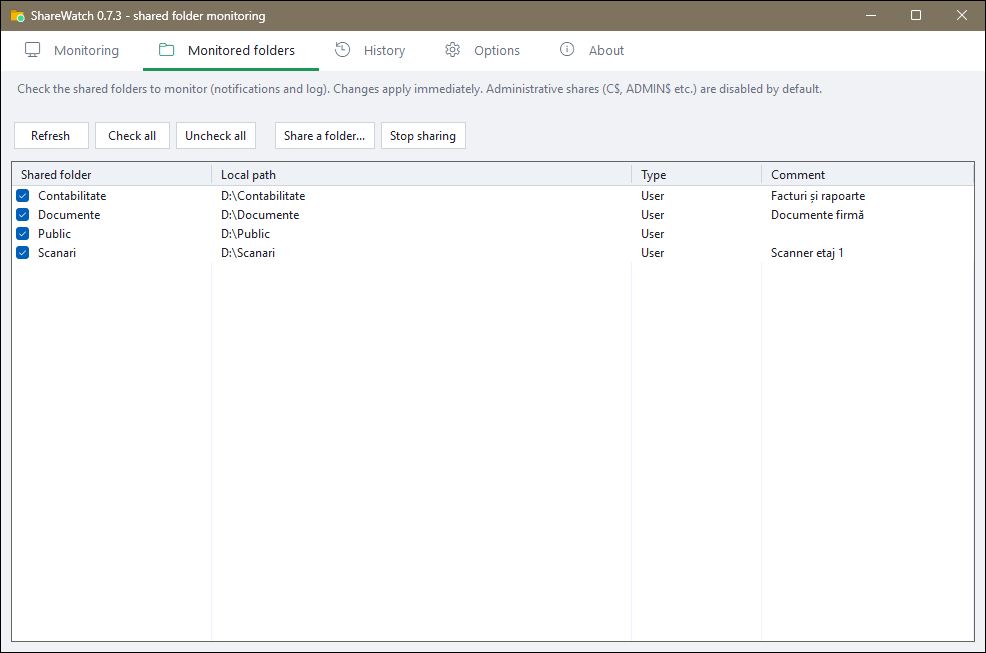 ShareWatch 0.7.3 - shared folder monitoring
Monitoring Monitored folders History Options About
Check the shared folders to monitor (notifications and log). Changes apply immediately. Administrative shares (C$, ADMIN$ etc.) are disabled by default.
Refresh Check all Uncheck all Share a folder... Stop sharing
Shared folder Local path Type Comment
Contabilitate D:\Contabilitate User Facturi și rapoarte
Documente D:\Documente User Documente firmă
Public D:\Public User
Scanari D:\Scanari User Scanner etaj 1